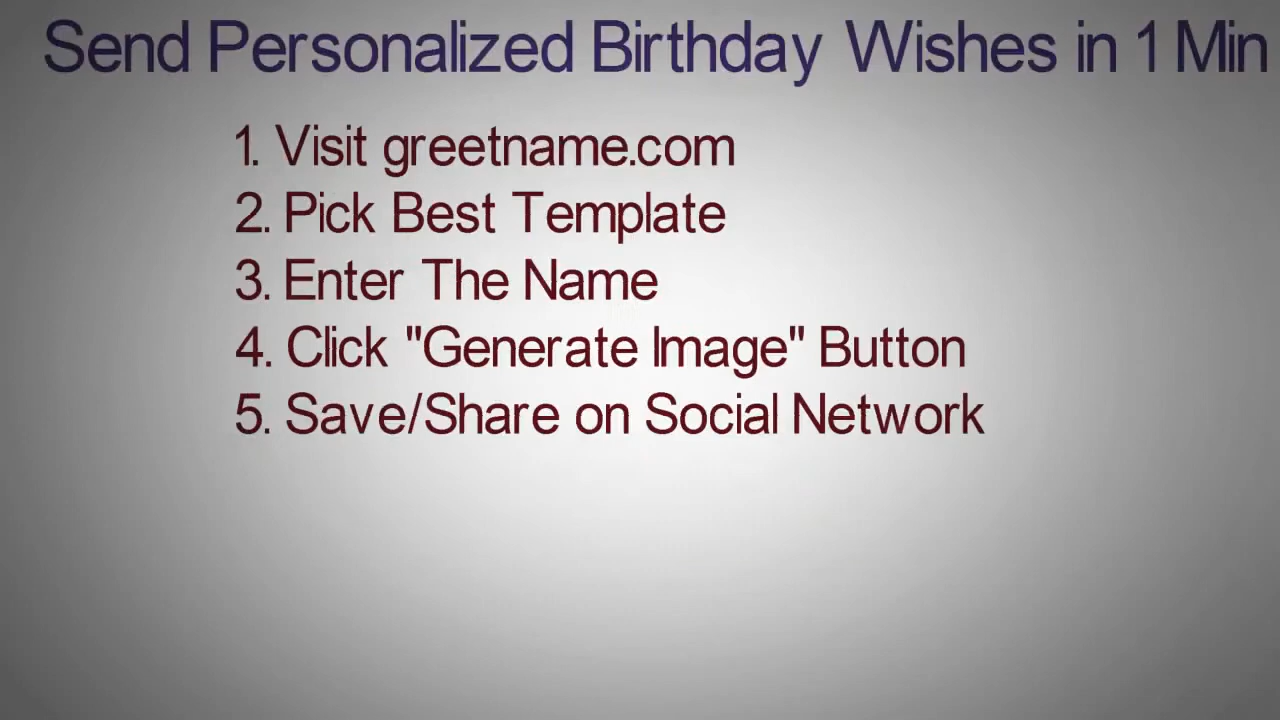 Send Personalized Birthday Wishes in 1 Min
1. Visit greetname.com
2. Pick Best Template
3. Enter The Name
4. Click "Generate Image" Button
5. Save/Share on Social Network